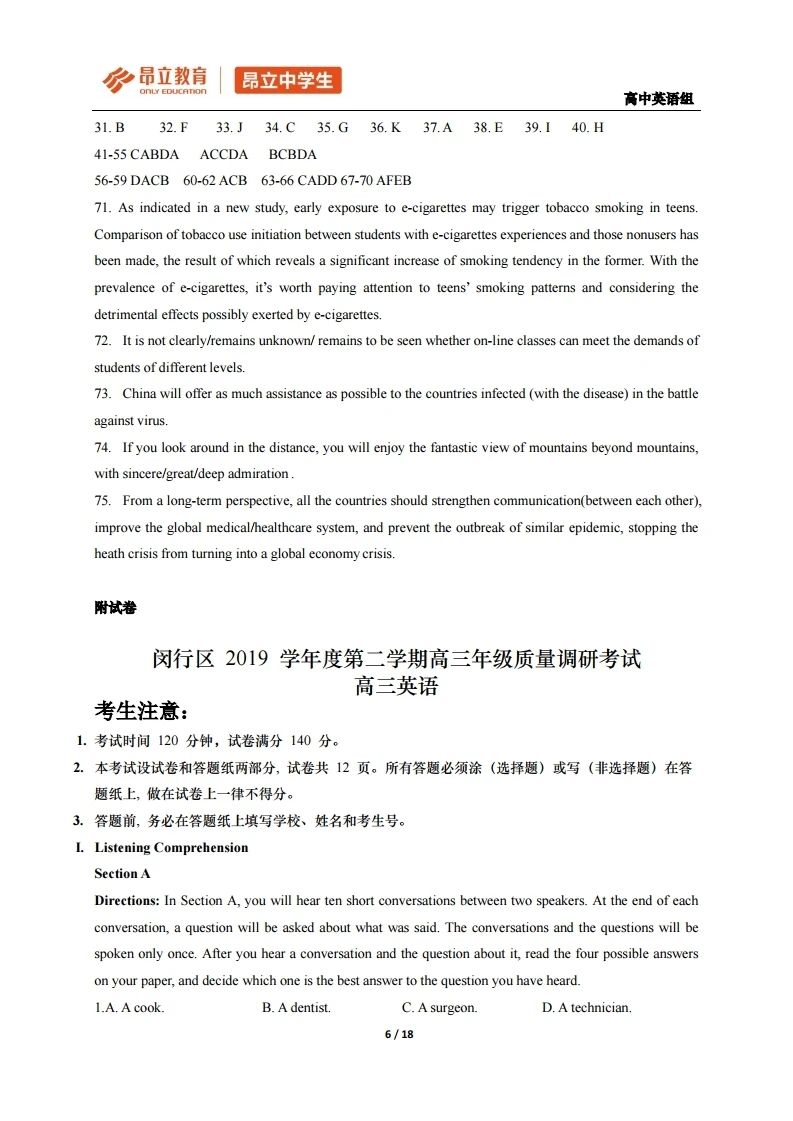 昂立教育
ONLY EDUCATION
昂立中学生
高中英语组
31. B 32. F 33. J 34. C 35. G 36. K 37. A 38. E 39. I 40. H
41-55 CABDA ACCDA BCBDA
56-59 DACB 60-62 ACB 63-66 CADD 67-70 AFEB
71. As indicated in a new study, early exposure to e-cigarettes may trigger tobacco smoking in teens.
Comparison of tobacco use initiation between students with e-cigarettes experiences and those nonusers has
been made, the result of which reveals a significant increase of smoking tendency in the former. With the
prevalence of e-cigarettes, it’s worth paying attention to teens’ smoking patterns and considering the
detrimental effects possibly exerted by e-cigarettes.
72. It is not clearly/remains unknown/ remains to be seen whether on-line classes can meet the demands of
students of different levels.
73. China will offer as much assistance as possible to the countries infected (with the disease) in the battle
against virus.
74. If you look around in the distance, you will enjoy the fantastic view of mountains beyond mountains,
with sincere/great/deep admiration .
75. From a long-term perspective, all the countries should strengthen communication(between each other),
improve the global medical/healthcare system, and prevent the outbreak of similar epidemic, stopping the
heath crisis from turning into a global economy crisis.
附试卷
闵行区 2019 学年度第二学期高三年级质量调研考试
高三英语
考生注意：
1. 考试时间 120 分钟，试卷满分 140 分。
2. 本考试设试卷和答题纸两部分, 试卷共 12 页。所有答题必须涂（选择题）或写（非选择题）在答
题纸上, 做在试卷上一律不得分。
3. 答题前, 务必在答题纸上填写学校、姓名和考生号。
I. Listening Comprehension
Section A
Directions: In Section A, you will hear ten short conversations between two speakers. At the end of each
conversation, a question will be asked about what was said. The conversations and the questions will be
spoken only once. After you hear a conversation and the question about it, read the four possible answers
on your paper, and decide which one is the best answer to the question you have heard.
1.A. A cook. B. A dentist. C. A surgeon. D. A technician.
6 / 18